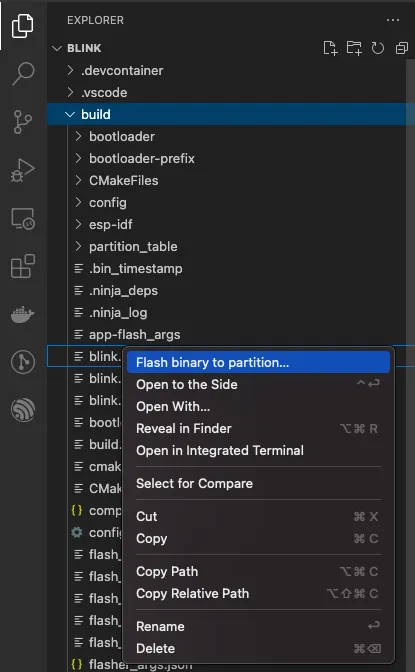 EXPLORER
BLINK
.devcontainer
.vscode
build
bootloader
bootloader-prefix
CMakeFiles
config
esp-idf
partition_table
.bin_timestamp
.ninja_deps
.ninja_log
app-flash_args
blink.
Flash binary to partition...
blink.
Open to the Side ^⏎
blink.
Open With...
bootl
Reveal in Finder ⌥⌘ R
build.
Open in Integrated Terminal
cmak
CMak
Select for Compare
comp
config
Cut ⌘ X
flash_
Copy ⌘ C
flash_
Copy Path ⌥⌘ C
flash_
Copy Relative Path ⌥⇧⌘ C
flash_
Rename ⏎
Delete ⌘⌫
flasher_args.json